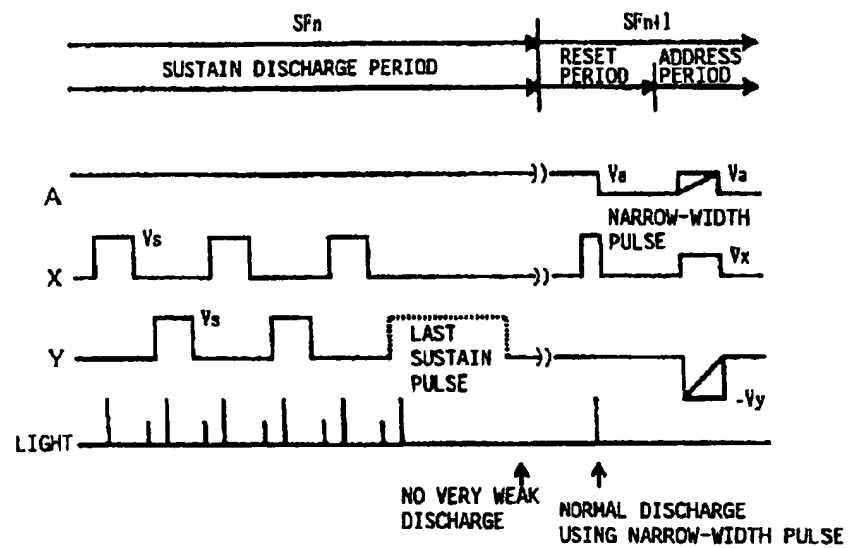 SFn SFn+1
SUSTAIN DISCHARGE PERIOD
RESET PERIOD
ADDRESS PERIOD
A
Va Va
NARROW-WIDTH
PULSE
X
Vs
Vx
Y
Vs
LAST
SUSTAIN
PULSE
-Vy
LIGHT
NO VERY WEAK
DISCHARGE
NORMAL DISCHARGE
USING NARROW-WIDTH PULSE